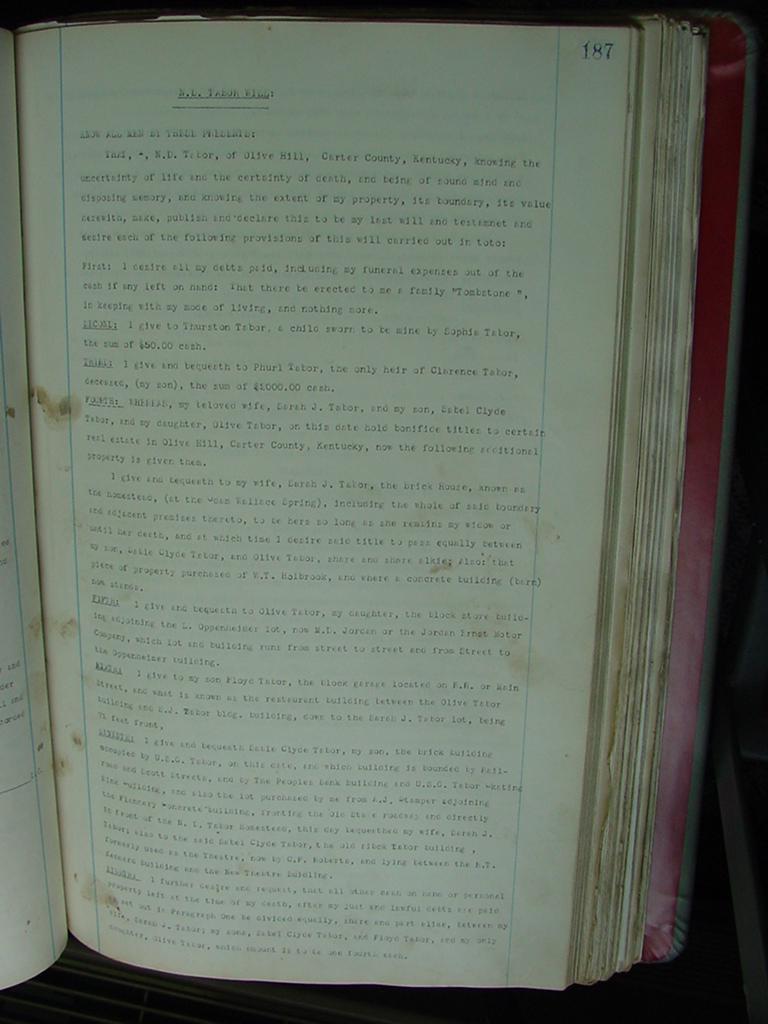 187
N.D. TABOR WILL:
KNOW ALL MEN BY THESE PRESENTS:
THAT, I, N.D. Tabor, of Olive Hill, Carter County, Kentucky, knowing the
uncertainty of life and the certainty of death, and being of sound mind and
disposing memory, and knowing the extent of my property, its boundary, its value
herewith, make, publish and declare this to be my last will and testamnet and
desire each of the following provisions of this will carried out in toto:
First: I desire all my debts paid, including my funeral expenses out of the
cash if any left on hand: That there be erected to me a family "Tombstone ",
in keeping with my mode of living, and nothing more.
SECOND: I give to Thurston Tabor, a child sworn to be mine by Sophia Tabor,
the sum of $50.00 cash.
THIRD: I give and bequesth to Phurl Tabor, the only heir of Clarence Tabor,
deceased, (my son), the sum of $1000.00 cash.
FOURTH: WHEREAS, my beloved wife, Sarah J. Tabor, and my son, Esbel Clyde
Tabor, and my daughter, Olive Tabor, on this date hold bonifide titles to certain
real estate in Olive Hill, Carter County, Kentucky, now the following additional
property is given them.
I give and bequesth to my wife, Sarah J. Tabor, the brick House, known as
the homestead, (at the Wallace Spring), including the whole of said boundary
and adjacent premises thereto, to be hers so long as she remains my widow or
until her death, and at which time I desire said title to pass equally between
my son, Clyde Tabor, and Olive Tabor, share and share alkie; Also: that
piece of property purchased of W.T. Holbrook, and where a concrete building (barn)
now stands.
FIFTH: I give and bequesth to Olive Tabor, my daughter, the block store build-
ing adjoining the L. Oppenheimer lot, now M.D. Jordan or the Jordan Ernst Motor
Company, which lot and building runs from street to street and from Street to
the Oppenheimer building.
SIXTH: I give to my son Floyd Tabor, the block garage located on R.R. or Main
Street, and what is known as the restaurant building between the Olive Tabor
building and Tabor bldg. building, down to the Sarah J. Tabor lot, being
feet front,
SEVENTH: I give and bequesth Clyde Tabor, my son, the brick building
occupied by U.S.G. Tabor, on this date, and which building is bounded by Rail-
road and Scott Streets, and by The Peoples Bank building and U.S.G. Tabor Skating
Rink building, and also the lot purchased by me from A.J. Stamper adjoining
the Flannery concrete building, fronting the Old State roadway and directly
in front of the N. D. Tabor Homestead, this day bequesthed my wife, Sarah J.
Tabor; also to the said Esbel Clyde Tabor, the old Tabor building ,
formerly used as the Theatre, now by C.F. Roberts, and lying between the
building and the New Theatre building.
EIGHTH: I further desire and request, that all other cash on hand or personal
property left at the time of my death, after my just and lawful debts are paid
as set out in Paragraph One be divided equally, share and part alike, between my
wife, Sarah J. Tabor; my sons, Esbel Clyde Tabor, and Floyd Tabor, and my only
daughter, Olive Tabor, which amount is to be one fourth each.